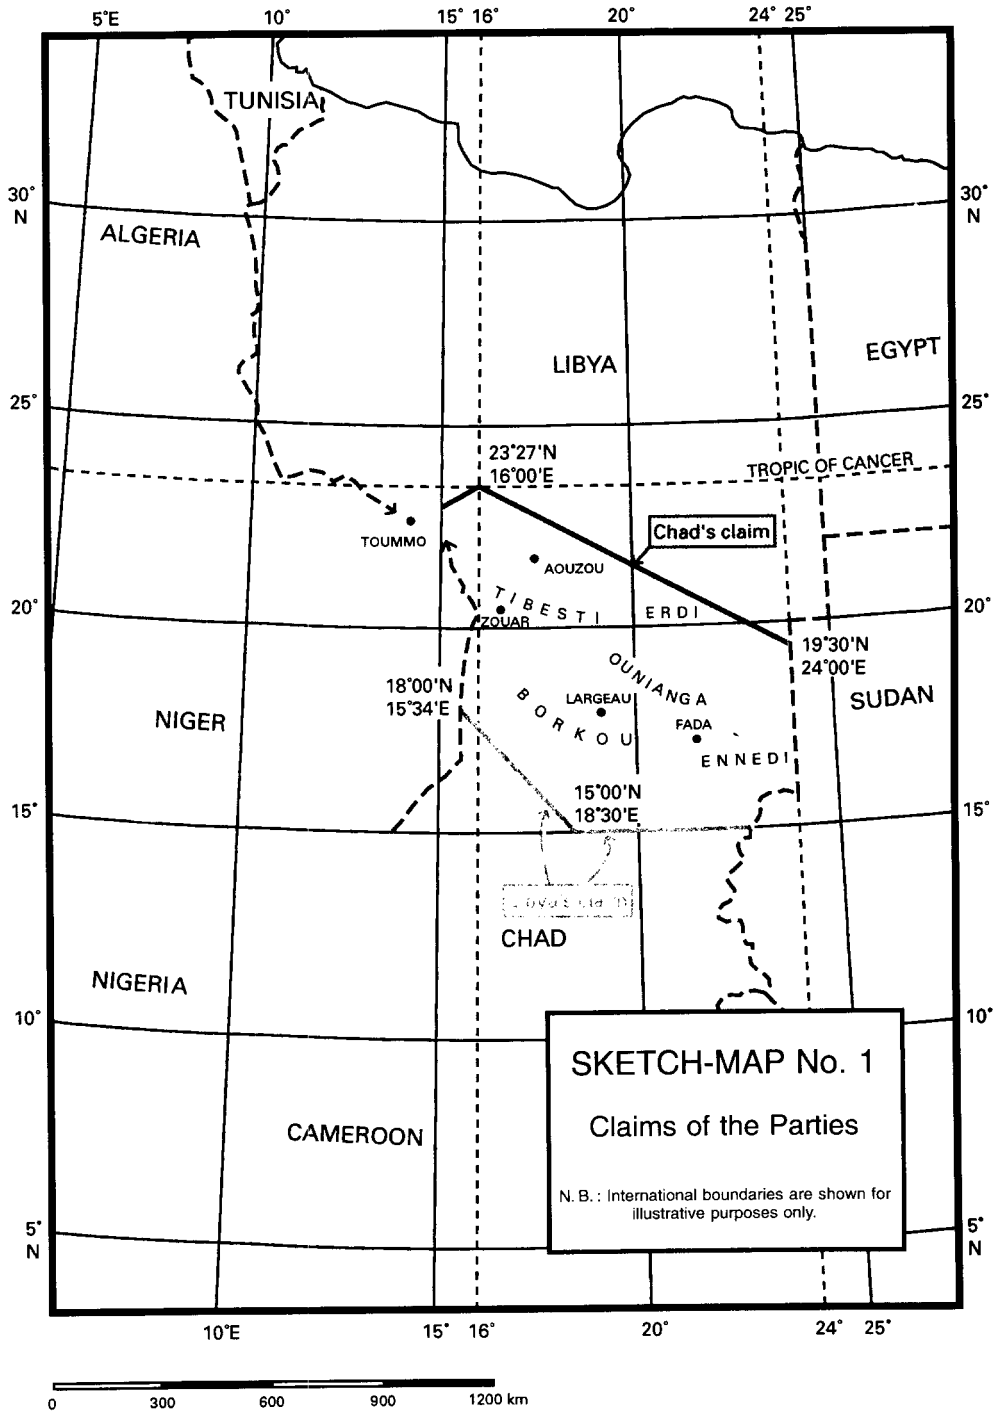 5°E 10° 15° 16° 20° 24° 25°
TUNISIA
30°
N
30°
N
ALGERIA
LIBYA
EGYPT
25°
25°
23°27'N
16°00'E
TROPIC OF CANCER
Chad's claim
TOUMMO
AOUZOU
TIBESTI
ERDI
20°
20°
ZOUAR
19°30'N
24°00'E
OUNIANGA
18°00'N
15°34'E
LARGEAU
BORKOU
FADA
SUDAN
NIGER
ENNEDI
15°00'N
18°30'E
15°
15°
CHAD
NIGERIA
10°
10°
SKETCH-MAP No. 1
Claims of the Parties
N.B.: International boundaries are shown for
illustrative purposes only.
CAMEROON
5°
N
5°
N
10°E 15° 16° 20° 24° 25°
0 300 600 900 1200 km